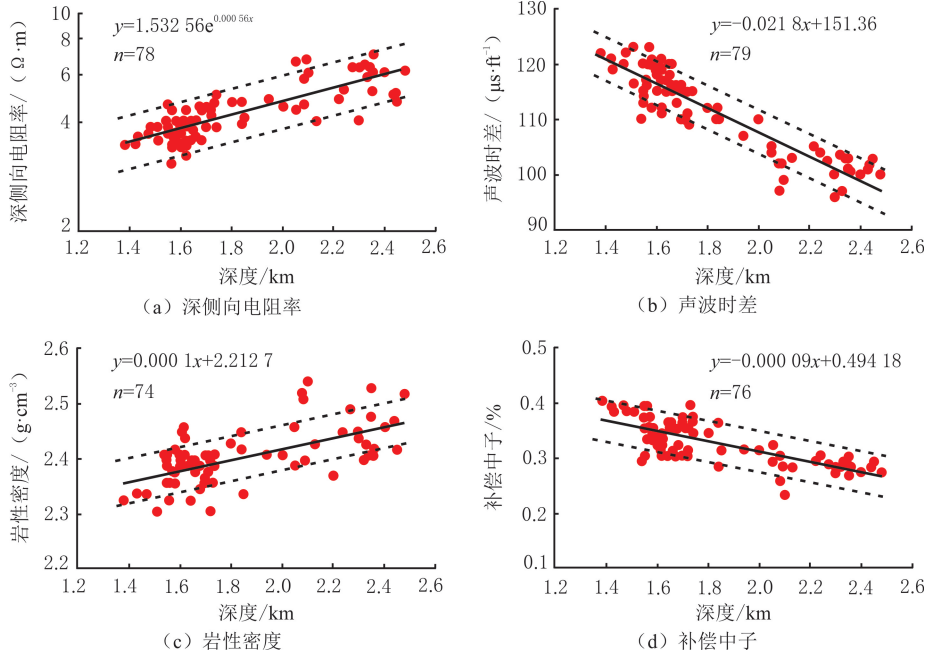 y=1.532 56e^0.000 56x
n=78
深侧向电阻率/（Ω·m）
10
8
6
4
2
1.2 1.4 1.6 1.8 2.0 2.2 2.4 2.6
深度/km
（a）深侧向电阻率
y=-0.021 8x+151.36
n=79
声波时差/（μs·ft⁻¹）
130
120
110
100
90
1.2 1.4 1.6 1.8 2.0 2.2 2.4 2.6
深度/km
（b）声波时差
y=0.000 1x+2.212 7
n=74
岩性密度/（g·cm⁻³）
2.6
2.5
2.4
2.3
2.2
1.2 1.4 1.6 1.8 2.0 2.2 2.4 2.6
深度/km
（c）岩性密度
y=-0.000 09x+0.494 18
n=76
补偿中子/%
0.5
0.4
0.3
0.2
0.1
1.2 1.4 1.6 1.8 2.0 2.2 2.4 2.6
深度/km
（d）补偿中子